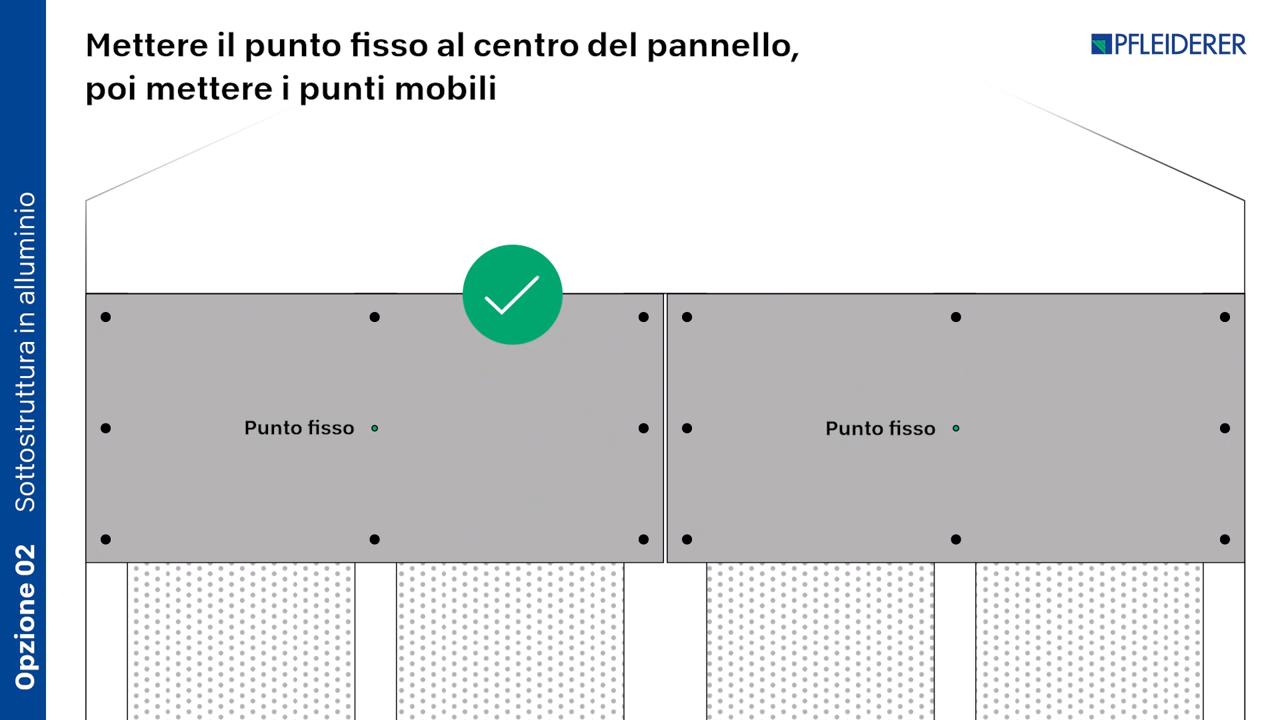 Mettere il punto fisso al centro del pannello,
poi mettere i punti mobili
PFLEIDERER
Opzione 02 Sottostruttura in alluminio
Punto fisso
Punto fisso